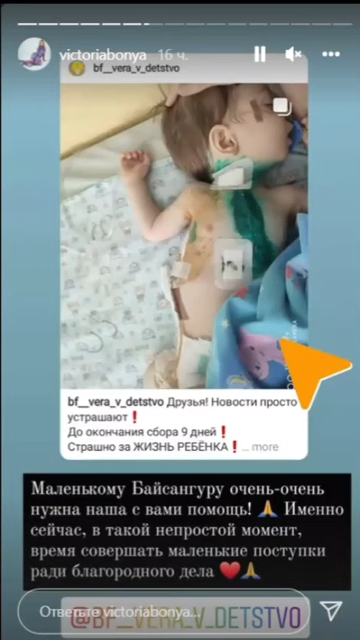 victoriabonya 16 ч.
bf__vera_v_detstvo
bf__vera_v_detstvo Друзья! Новости просто
устрашают❗
До окончания сбора 9 дней❗
Страшно за ЖИЗНЬ РЕБЁНКА❗... more
Маленькому Байсангуру очень-очень
нужна наша с вами помощь! 🙏 Именно
сейчас, в такой непростой момент,
время совершать маленькие поступки
ради благородного дела ❤️🙏
Ответьте victoriabonya...
@BF__VERA_V_DETSTVO